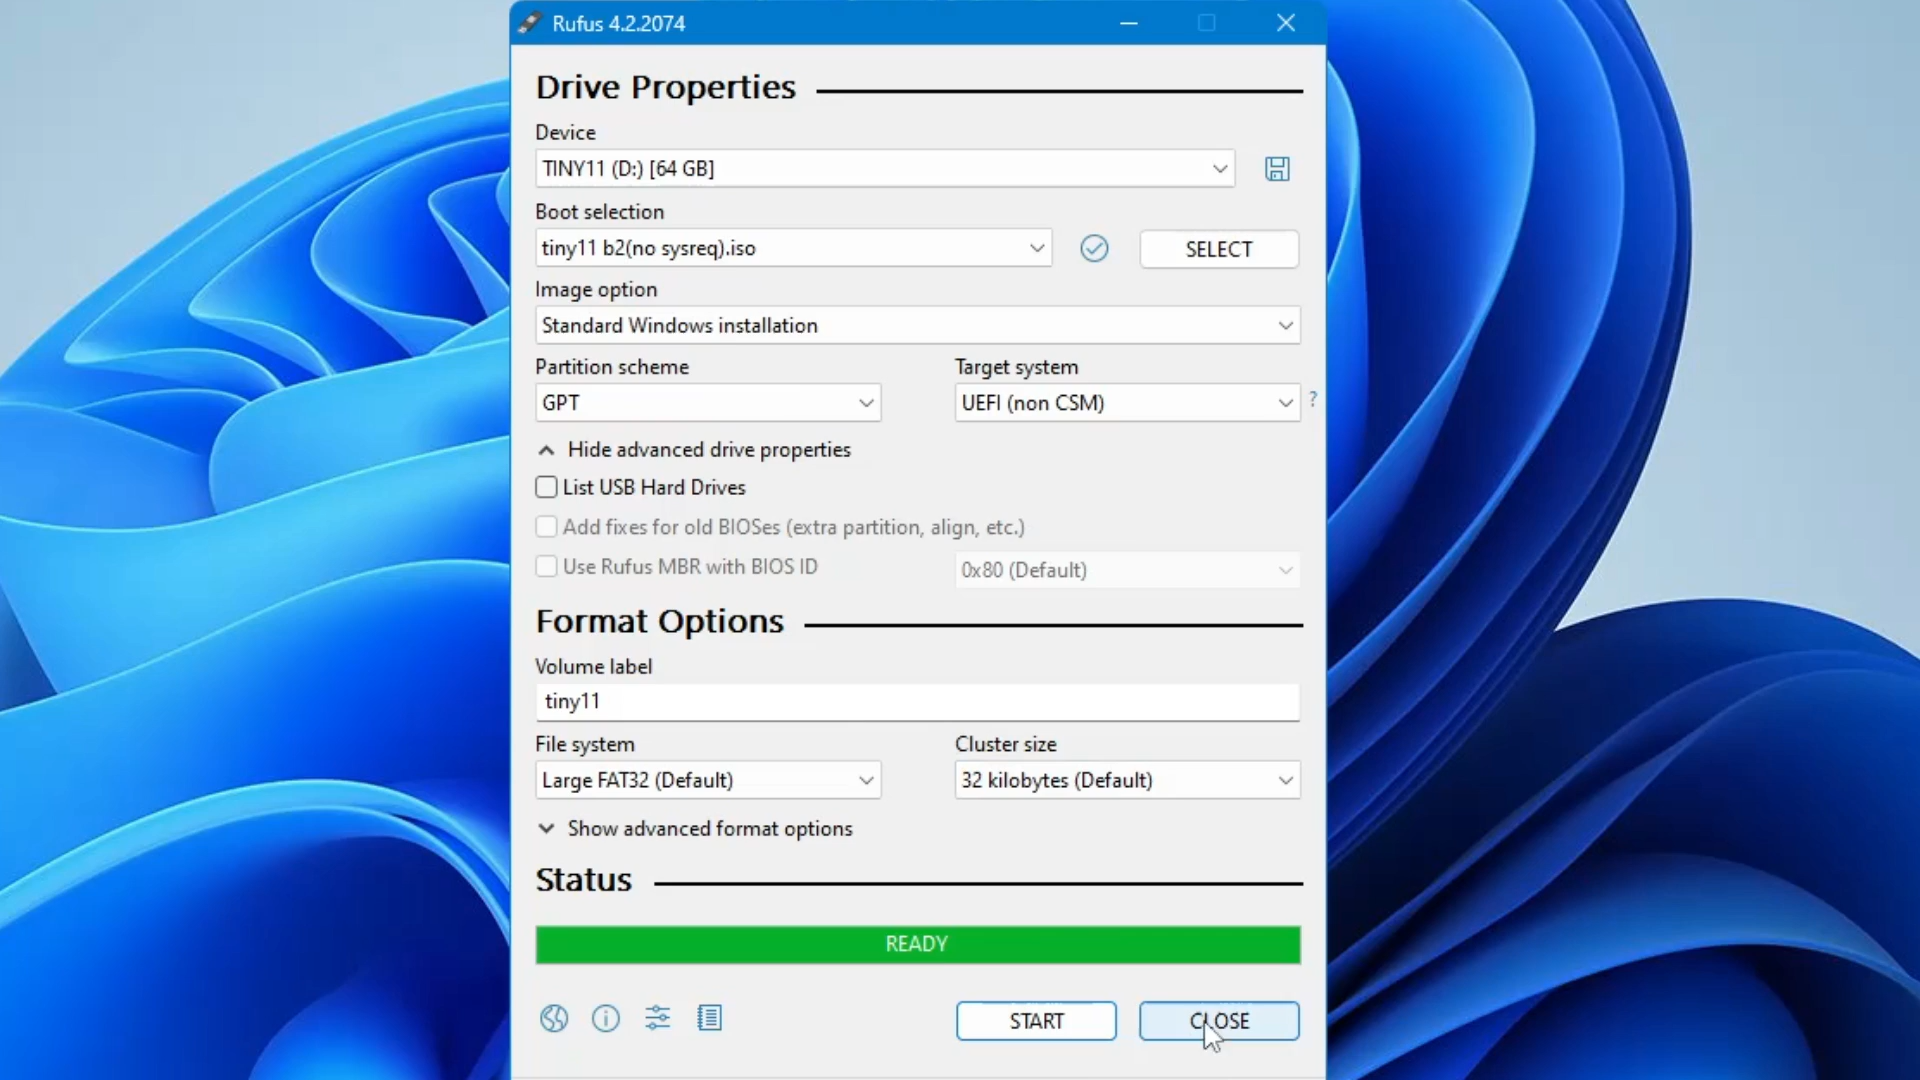 Rufus 4.2.2074
Drive Properties
Device
TINY11 (D:) [64 GB]
Boot selection
tiny11 b2(no sysreq).iso
SELECT
Image option
Standard Windows installation
Partition scheme
Target system
GPT
UEFI (non CSM)
?
Hide advanced drive properties
List USB Hard Drives
Add fixes for old BIOSes (extra partition, align, etc.)
Use Rufus MBR with BIOS ID
0x80 (Default)
Format Options
Volume label
tiny11
File system
Cluster size
Large FAT32 (Default)
32 kilobytes (Default)
Show advanced format options
Status
READY
START
CLOSE